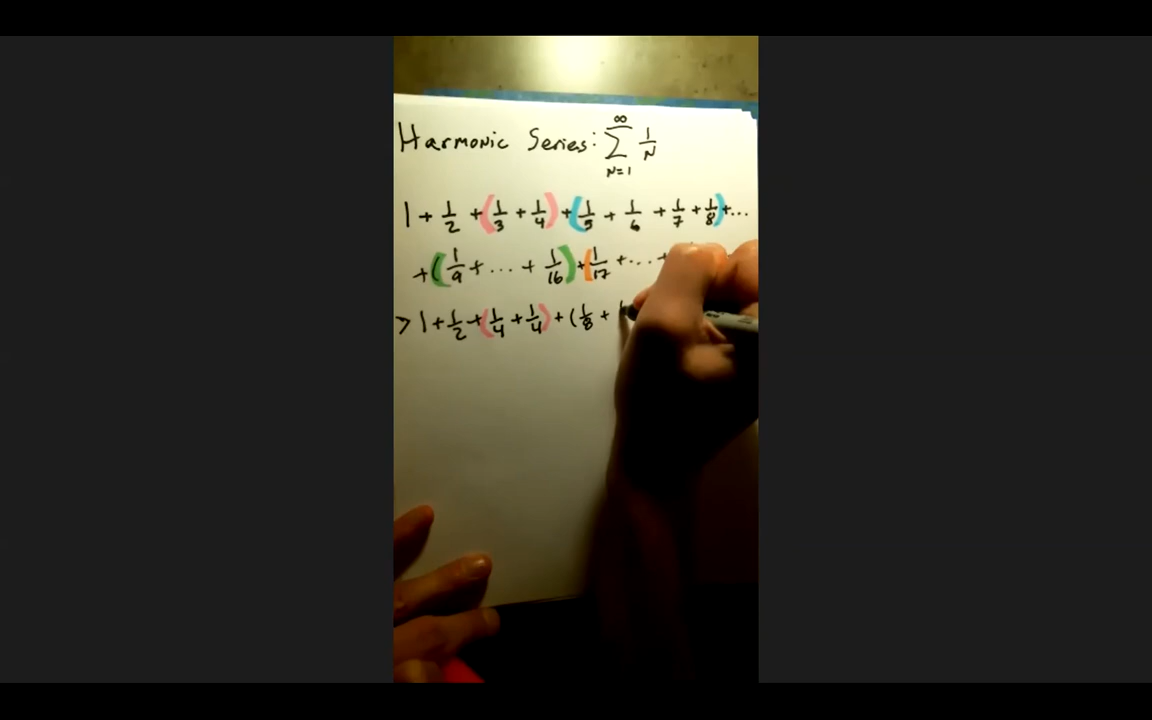 Harmonic Series: ∞∑N=1 1/N
1 + 1/2 + (1/3 + 1/4) + (1/5 + 1/6 + 1/7 + 1/8) + ...
+ (1/9 + ... + 1/16) + (1/17 + ... +
> 1 + 1/2 + (1/4 + 1/4) + (1/8 +